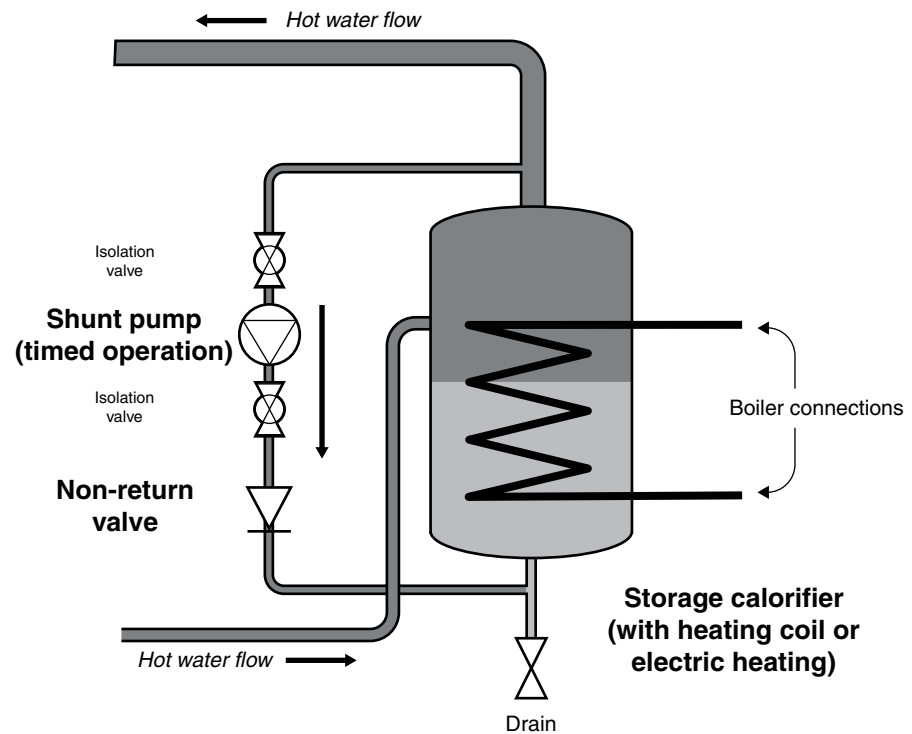 Hot water flow
Isolation
valve
Shunt pump
(timed operation)
Isolation
valve
Boiler connections
Non-return
valve
Storage calorifier
(with heating coil or
electric heating)
Hot water flow
Drain